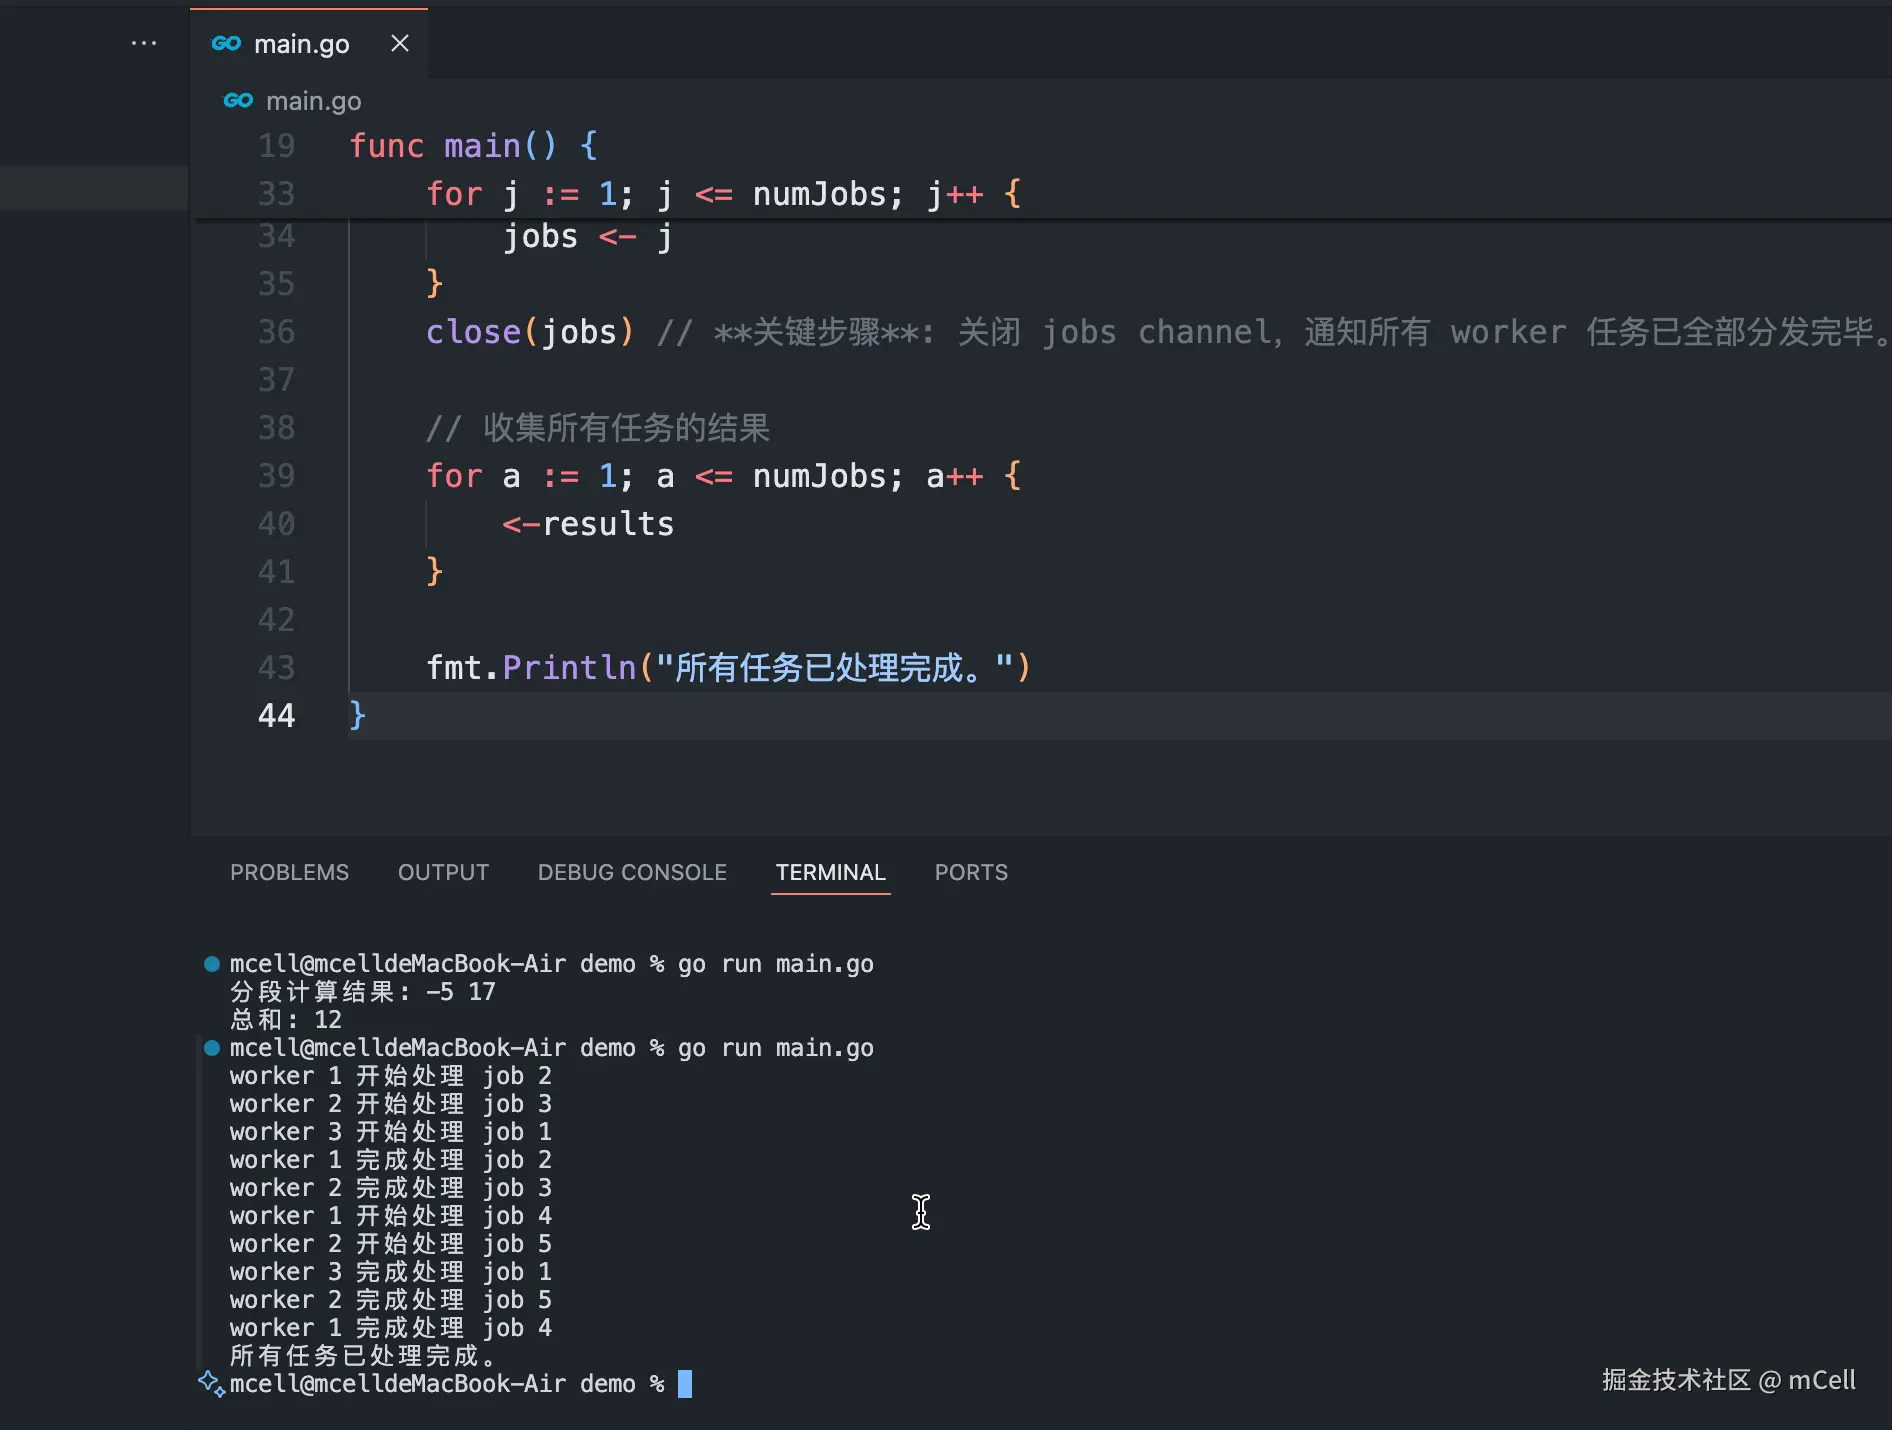 main.go
main.go
19 func main() {
33 for j := 1; j <= numJobs; j++ {
34 jobs <- j
35 }
36 close(jobs) // **关键步骤**: 关闭 jobs channel, 通知所有 worker 任务已全部分发完毕。
37
38 // 收集所有任务的结果
39 for a := 1; a <= numJobs; a++ {
40 <-results
41 }
42
43 fmt.Println("所有任务已处理完成。")
44 }
PROBLEMS OUTPUT DEBUG CONSOLE TERMINAL PORTS
mcell@mcelldeMacBook-Air demo % go run main.go
分段计算结果: -5 17
总和: 12
mcell@mcelldeMacBook-Air demo % go run main.go
worker 1 开始处理 job 2
worker 2 开始处理 job 3
worker 3 开始处理 job 1
worker 1 完成处理 job 2
worker 2 完成处理 job 3
worker 1 开始处理 job 4
worker 2 开始处理 job 5
worker 3 完成处理 job 1
worker 2 完成处理 job 5
worker 1 完成处理 job 4
所有任务已处理完成。
mcell@mcelldeMacBook-Air demo %
掘金技术社区 @ mCell